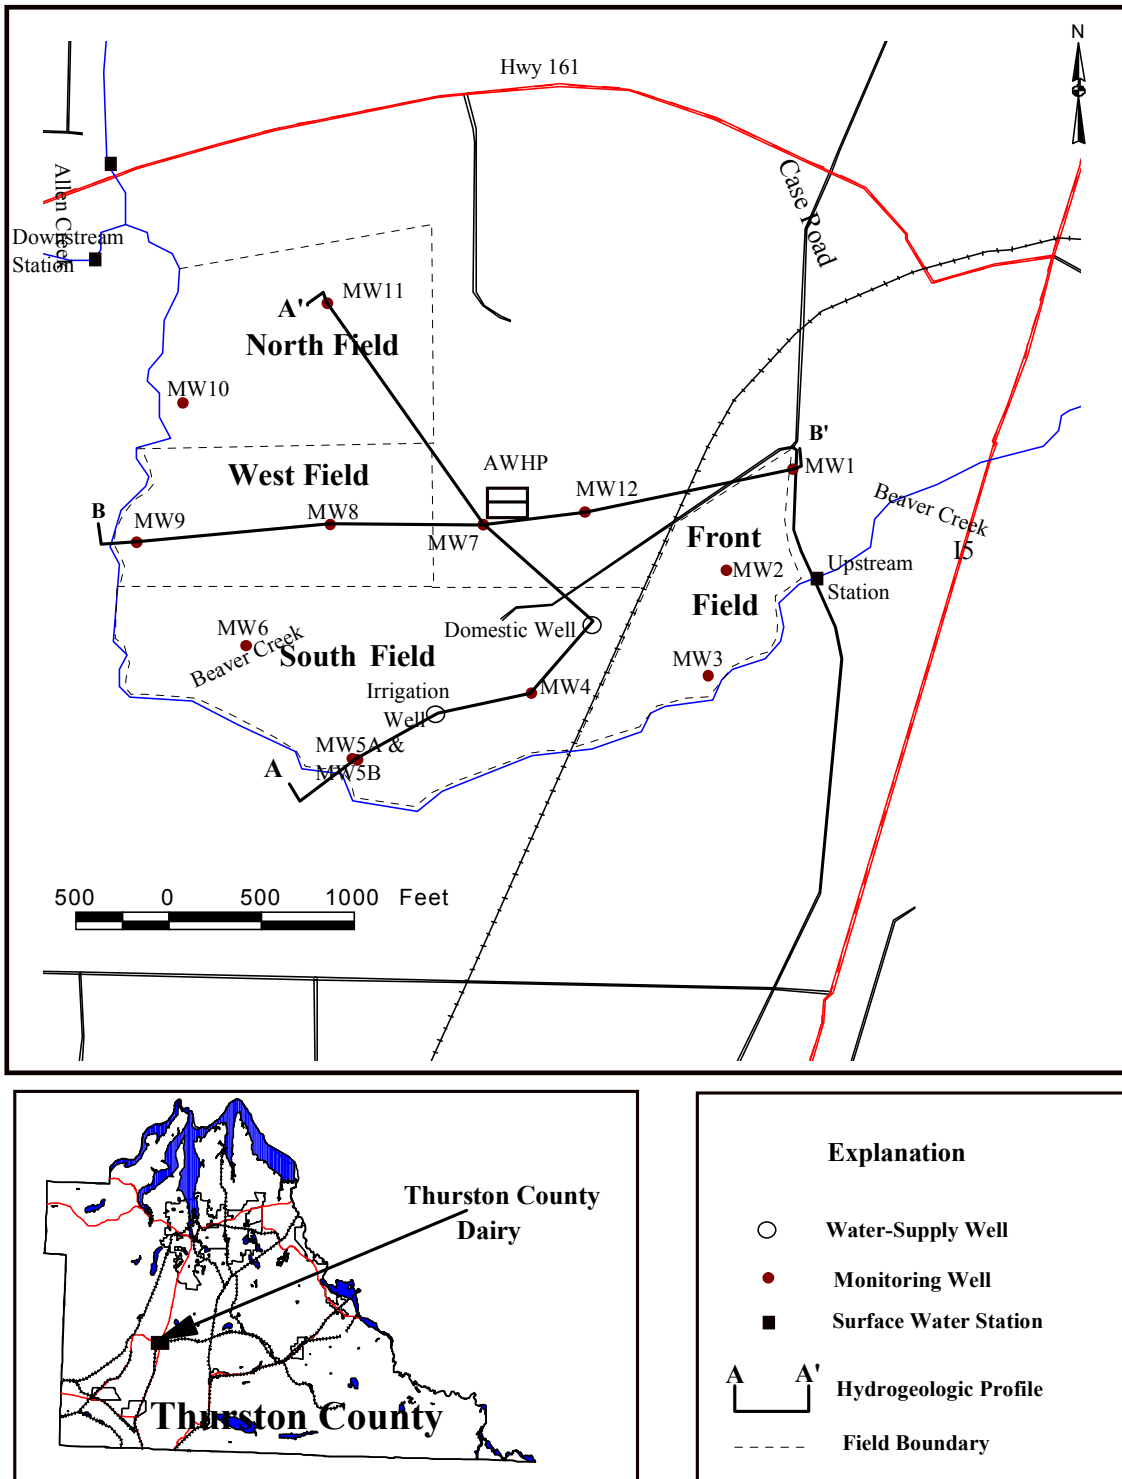 N
Hwy 161
Case Road
Allen Creek
Downstream
Station
A'
MW11
North Field
MW10
B'
MW1
West Field
AWHP
MW12
B
MW9
MW8
MW7
Beaver Creek
I5
Front
Field
MW2
Upstream
Station
Domestic Well
MW6
Beaver Creek
South Field
MW3
Irrigation
Well
MW4
MW5A &
MW5B
A
500 0 500 1000 Feet
Thurston County
Dairy
Thurston County
Explanation
Water-Supply Well
Monitoring Well
Surface Water Station
A A'
Hydrogeologic Profile
Field Boundary